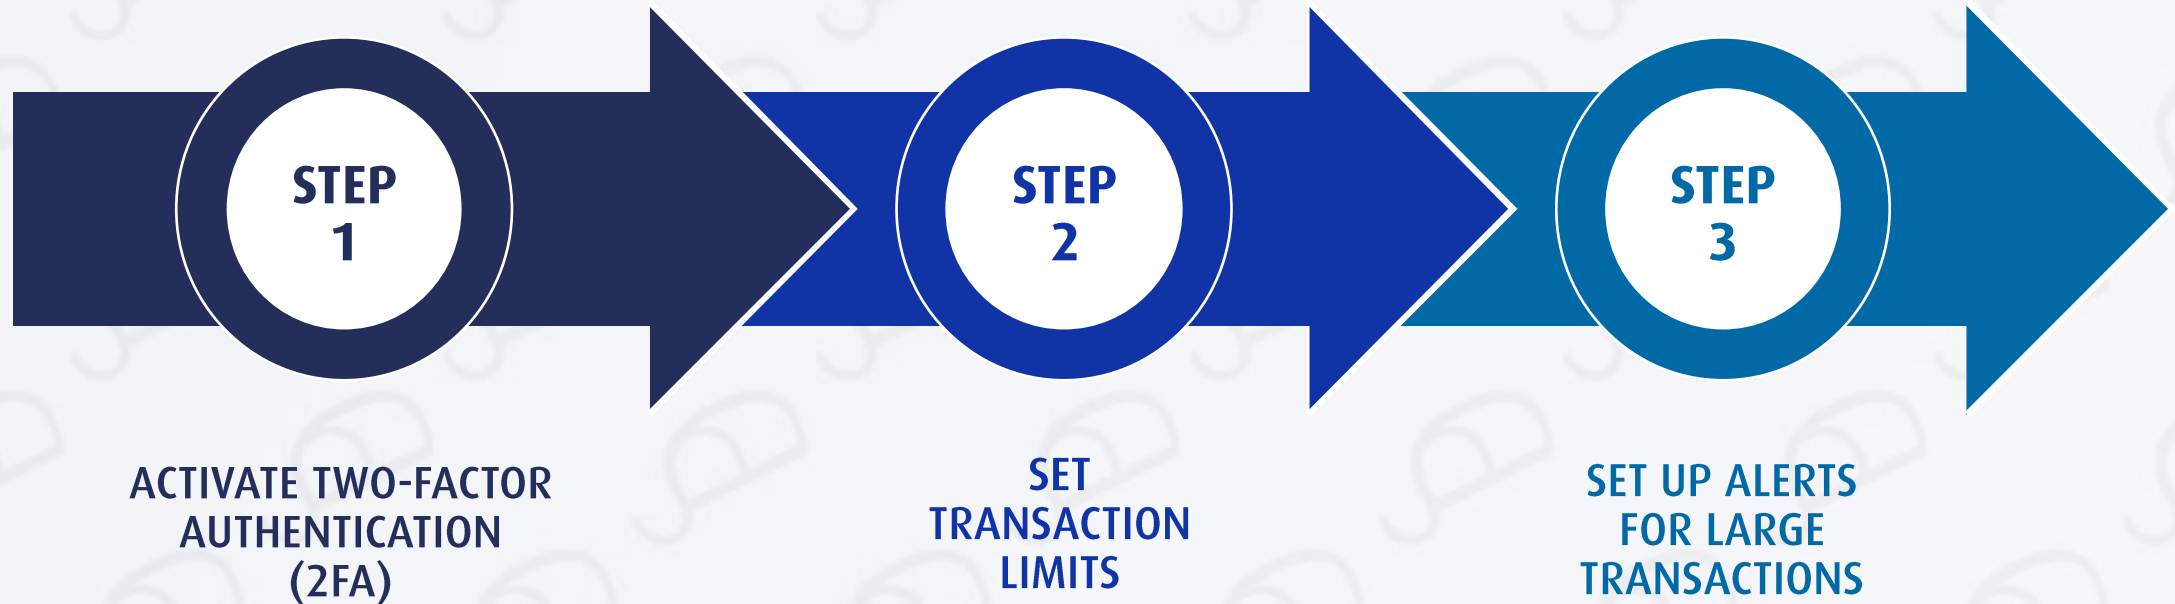 STEP
1
STEP
2
STEP
3
ACTIVATE TWO-FACTOR
AUTHENTICATION
(2FA)
SET
TRANSACTION
LIMITS
SET UP ALERTS
FOR LARGE
TRANSACTIONS